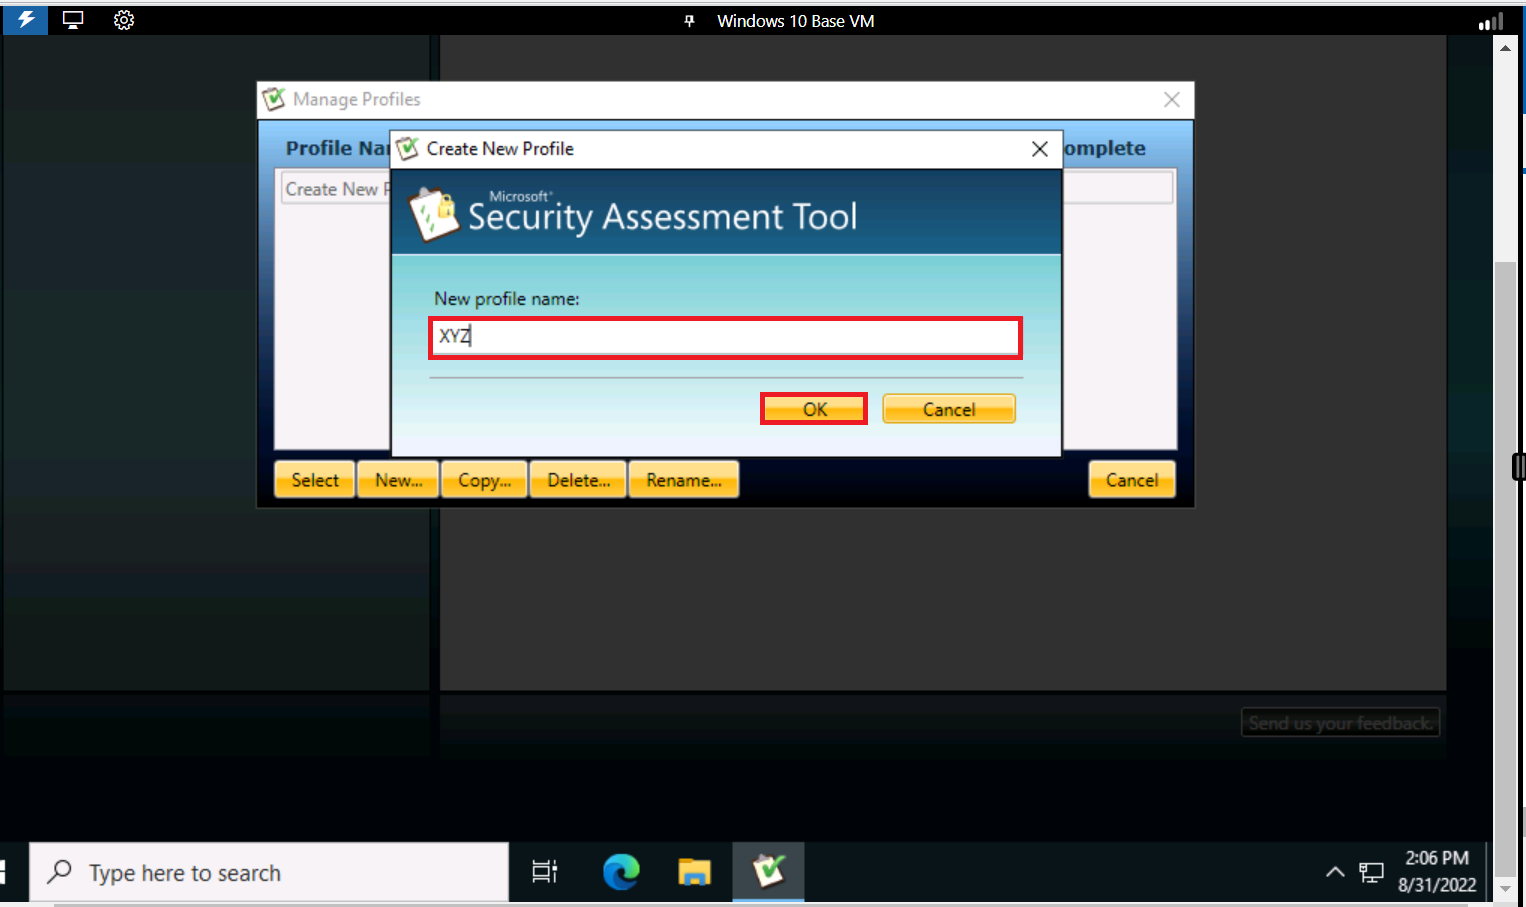 Windows 10 Base VM
Manage Profiles
Profile Na
omplete
Create New Profile
Create New
Microsoft®
Security Assessment Tool
New profile name:
XYZ
OK
Cancel
Select
New...
Copy...
Delete...
Rename...
Cancel
Send us your feedback.
Type here to search
2:06 PM
8/31/2022